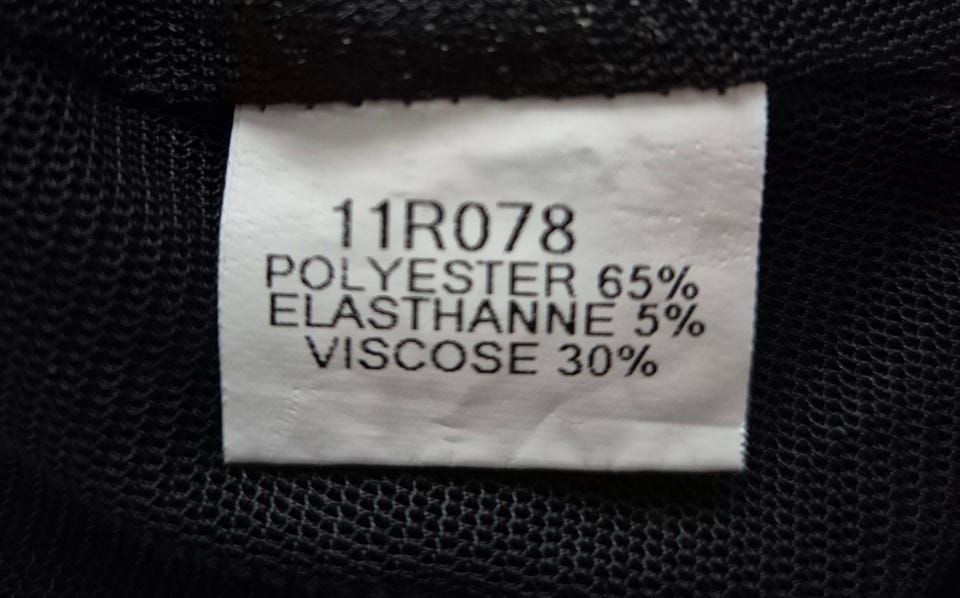 11R078
POLYESTER 65%
ELASTHANNE 5%
VISCOSE 30%